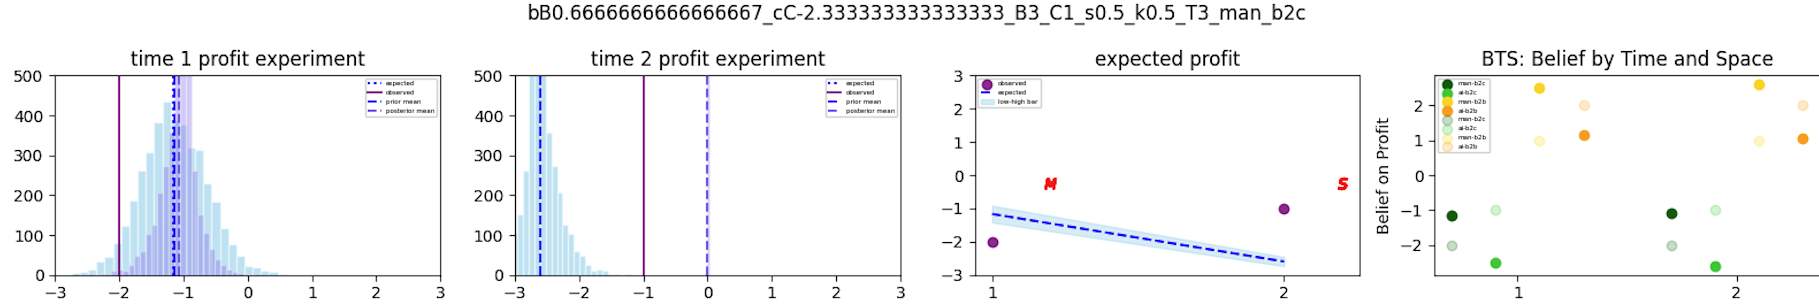 bB0.6666666666666667_cC-2.333333333333333_B3_C1_s0.5_k0.5_T3_man_b2c
time 1 profit experiment
500
400
300
200
100
0
−3
−2
−1
0
1
2
3
expected
observed
prior mean
posterior mean
time 2 profit experiment
500
400
300
200
100
0
−3
−2
−1
0
1
2
3
expected
observed
prior mean
posterior mean
expected profit
3
2
1
0
−1
−2
−3
1
2
observed
expected
low-high bar
M
S
BTS: Belief by Time and Space
Belief on Profit
2
1
0
−1
−2
1
2
man-b2c
ai-b2c
man-b2b
ai-b2b
man-b2c
ai-b2c
man-b2b
ai-b2b